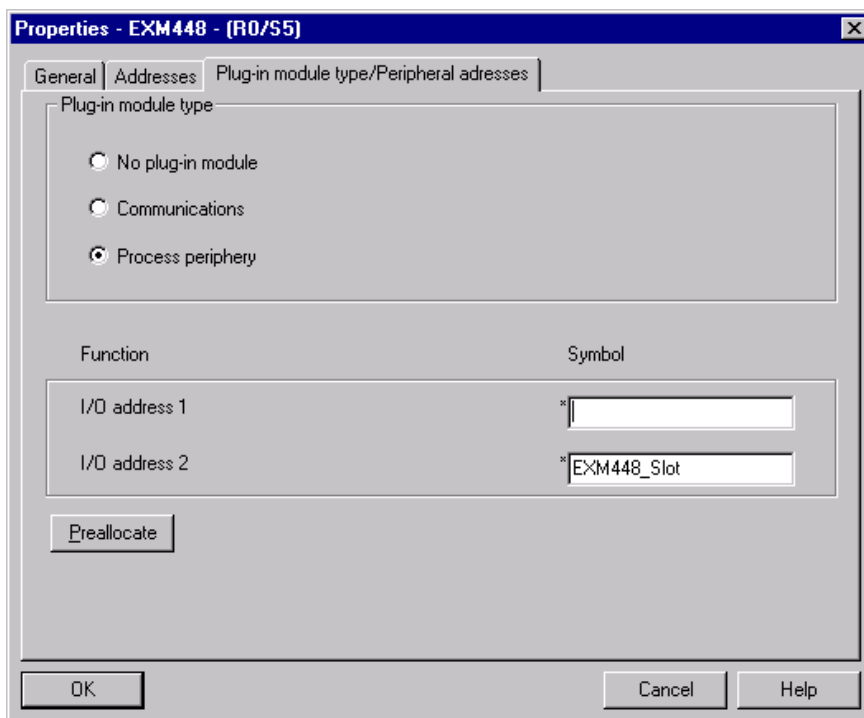 Properties - EXM448 - (R0/S5)
General Addresses Plug-in module type/Peripheral adresses
Plug-in module type
No plug-in module
Communications
Process periphery
Function Symbol
I/O address 1 *
I/O address 2 * EXM448_Slot
Preallocate
OK Cancel Help